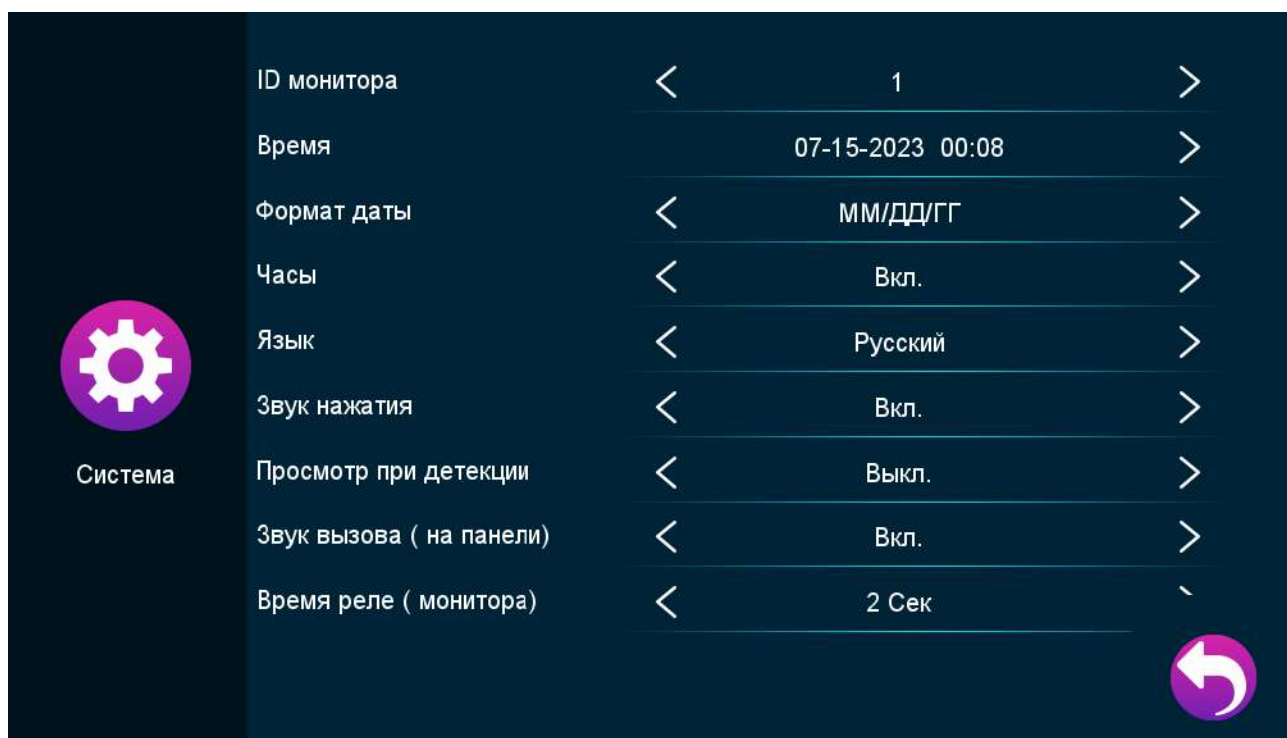 ID монитора 1
Время 07-15-2023 00:08
Формат даты ММ/ДД/ГГ
Часы Вкл.
Язык Русский
Звук нажатия Вкл.
Система
Просмотр при детекции Выкл.
Звук вызова ( на панели) Вкл.
Время реле ( монитора) 2 Сек